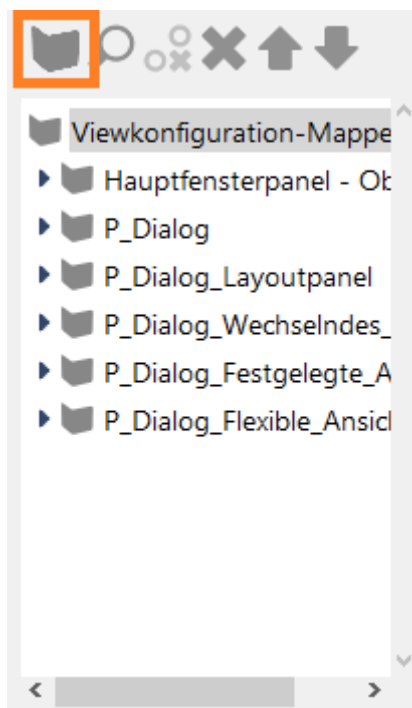 Viewkonfiguration-Mappe
Hauptfensterpanel - Ob
P_Dialog
P_Dialog_Layoutpanel
P_Dialog_Wechselndes_
P_Dialog_Festgelegte_A
P_Dialog_Flexible_Ansicl